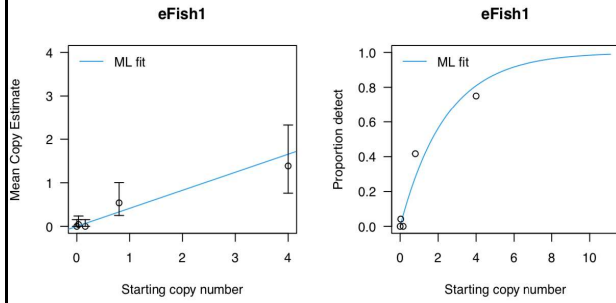 eFish1
ML fit
Mean Copy Estimate
4
3
2
1
0
0 1 2 3 4
Starting copy number
eFish1
ML fit
Proportion detect
1.0
0.8
0.6
0.4
0.2
0.0
0 2 4 6 8 10
Starting copy number